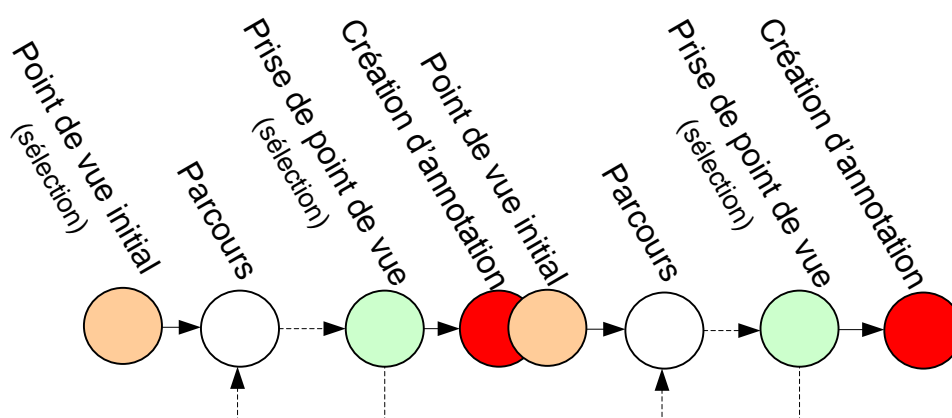 Point de vue initial
(sélection)
Parcours
Prise de point de vue
(sélection)
Création d'annotation
Point de vue initial
Parcours
Prise de point de vue
(sélection)
Création d'annotation